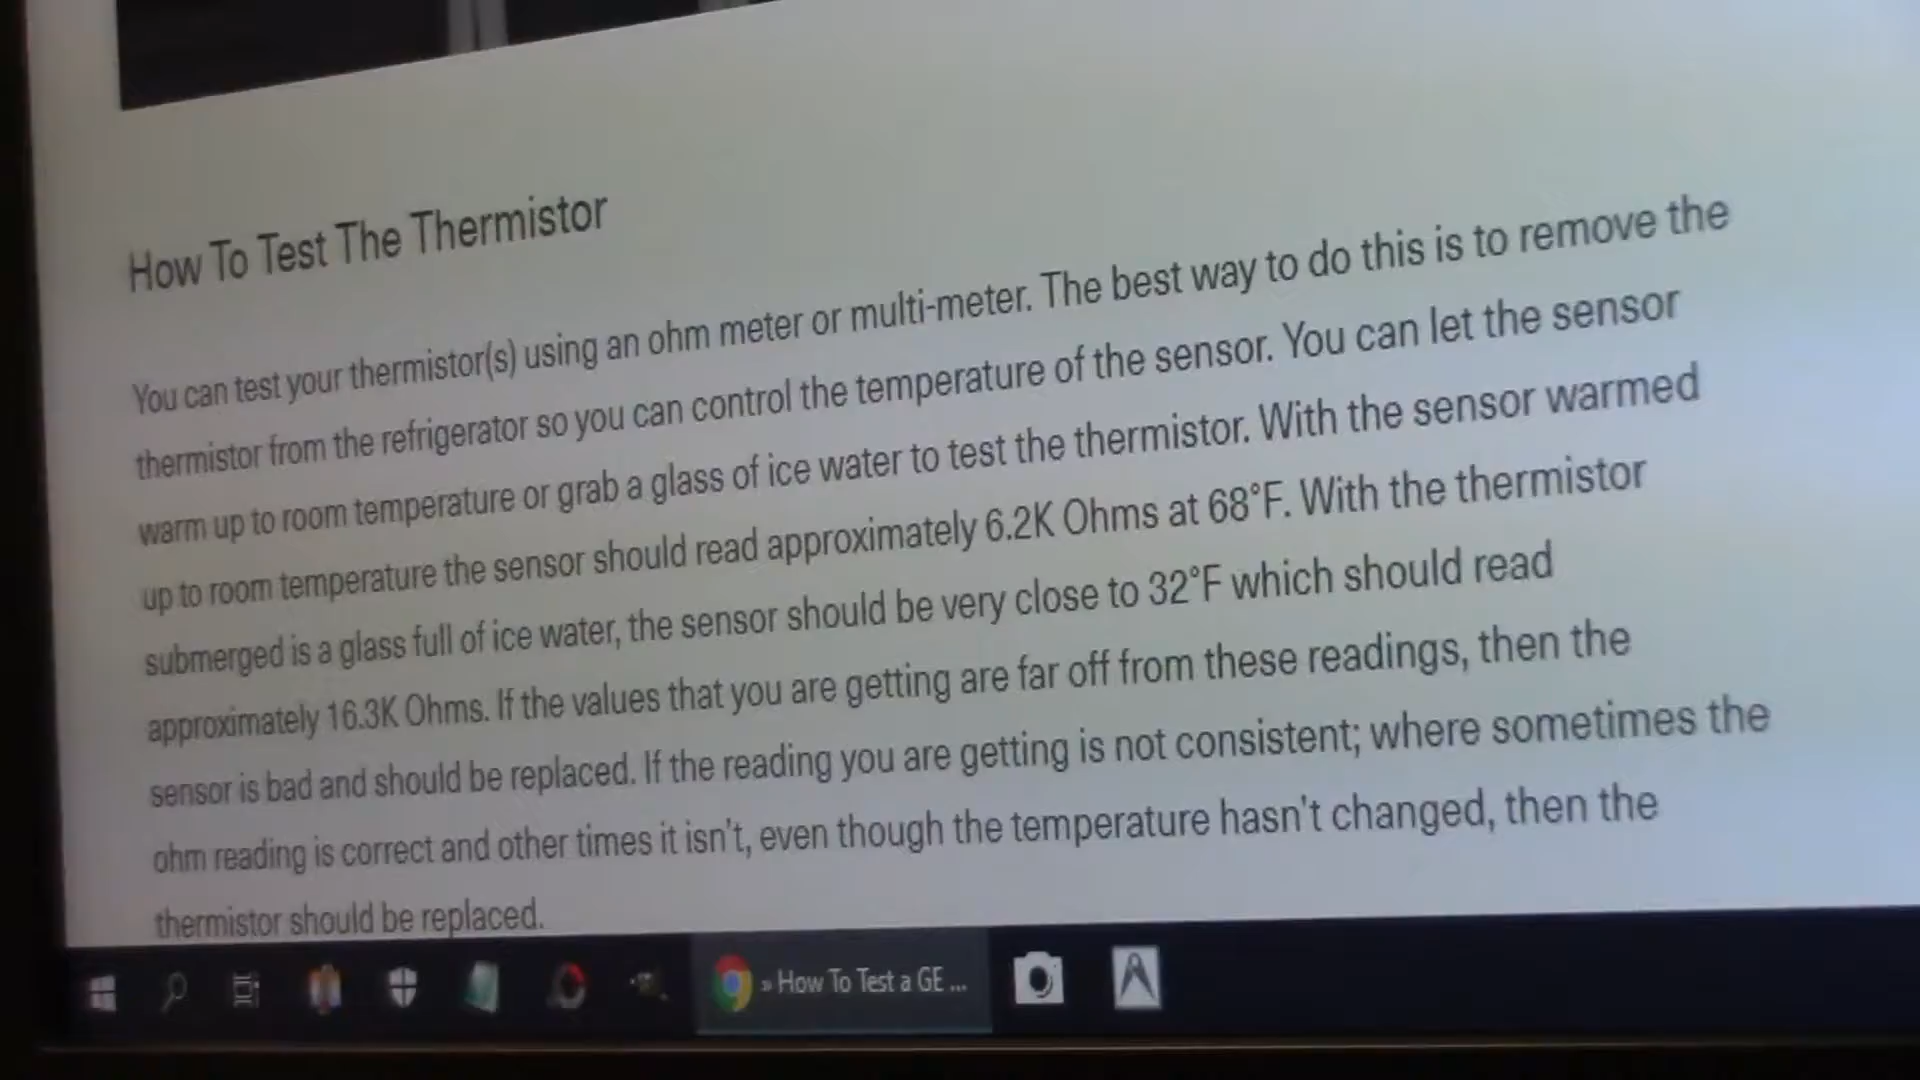 How To Test The Thermistor
You can test your thermistor(s) using an ohm meter or multi-meter. The best way to do this is to remove the
thermistor from the refrigerator so you can control the temperature of the sensor. You can let the sensor
warm up to room temperature or grab a glass of ice water to test the thermistor. With the sensor warmed
up to room temperature the sensor should read approximately 6.2K Ohms at 68°F. With the thermistor
submerged is a glass full of ice water, the sensor should be very close to 32°F which should read
approximately 16.3K Ohms. If the values that you are getting are far off from these readings, then the
sensor is bad and should be replaced. If the reading you are getting is not consistent; where sometimes the
ohm reading is correct and other times it isn't, even though the temperature hasn't changed, then the
thermistor should be replaced.
» How To Test a GE ...